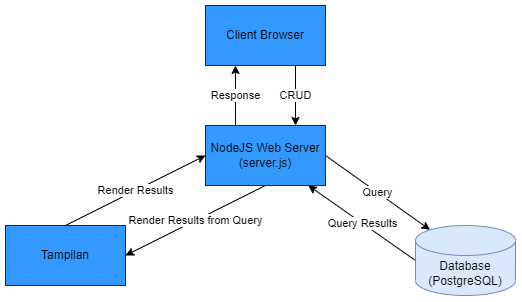 Client Browser
Response
CRUD
NodeJS Web Server
(server.js)
Render Results
Query
Render Results from Query
Query Results
Tampilan
Database
(PostgreSQL)